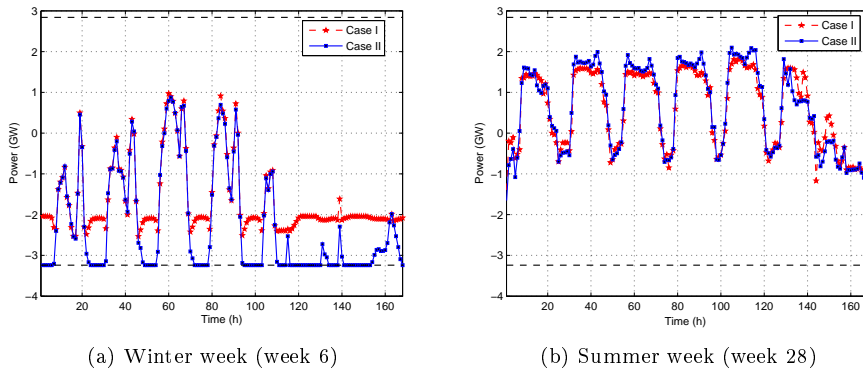 3
2
1
0
−1
−2
−3
−4
Power (GW)
20 40 60 80 100 120 140 160
Time (h)
Case I
Case II
(a) Winter week (week 6)
3
2
1
0
−1
−2
−3
−4
Power (GW)
20 40 60 80 100 120 140 160
Time (h)
Case I
Case II
(b) Summer week (week 28)